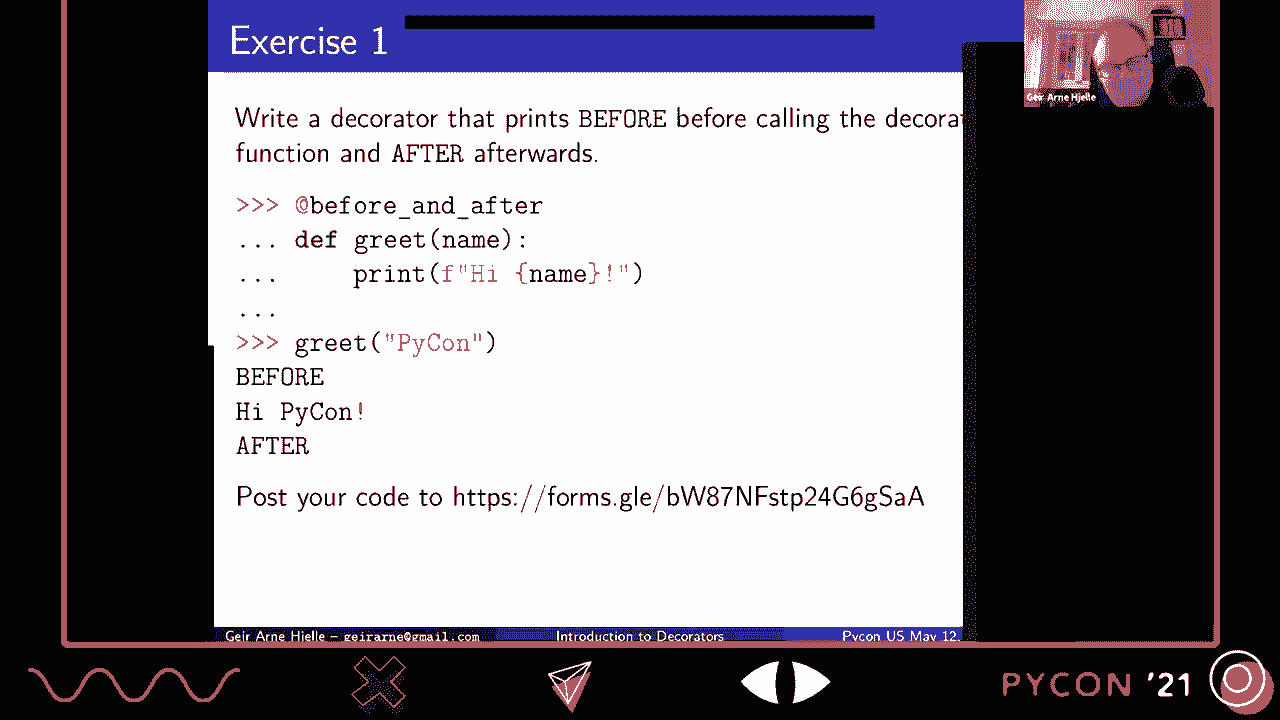 Exercise 1
Geir Arne Hjelle
Write a decorator that prints BEFORE before calling the decorat
function and AFTER afterwards.
>>> @before_and_after
... def greet(name):
...     print(f"Hi {name}!")
...
>>> greet("PyCon")
BEFORE
Hi PyCon!
AFTER
Post your code to https://forms.gle/bW87NFstp24G6gSaA
Geir Arne Hjelle – geirarne@gmail.com Introduction to Decorators Pycon US May 12,
PYCON '21